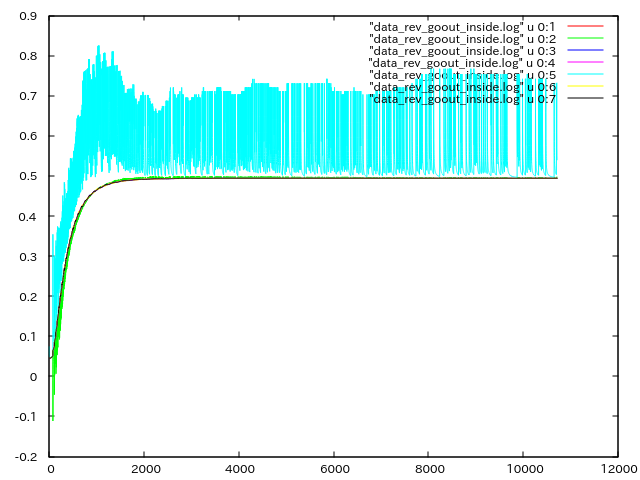 0.9
0.8
0.7
0.6
0.5
0.4
0.3
0.2
0.1
0
-0.1
-0.2
0 2000 4000 6000 8000 10000 12000
"data_rev_goout_inside.log" u 0:1
"data_rev_goout_inside.log" u 0:2
"data_rev_goout_inside.log" u 0:3
"data_rev_goout_inside.log" u 0:4
"data_rev_goout_inside.log" u 0:5
"data_rev_goout_inside.log" u 0:6
"data_rev_goout_inside.log" u 0:7